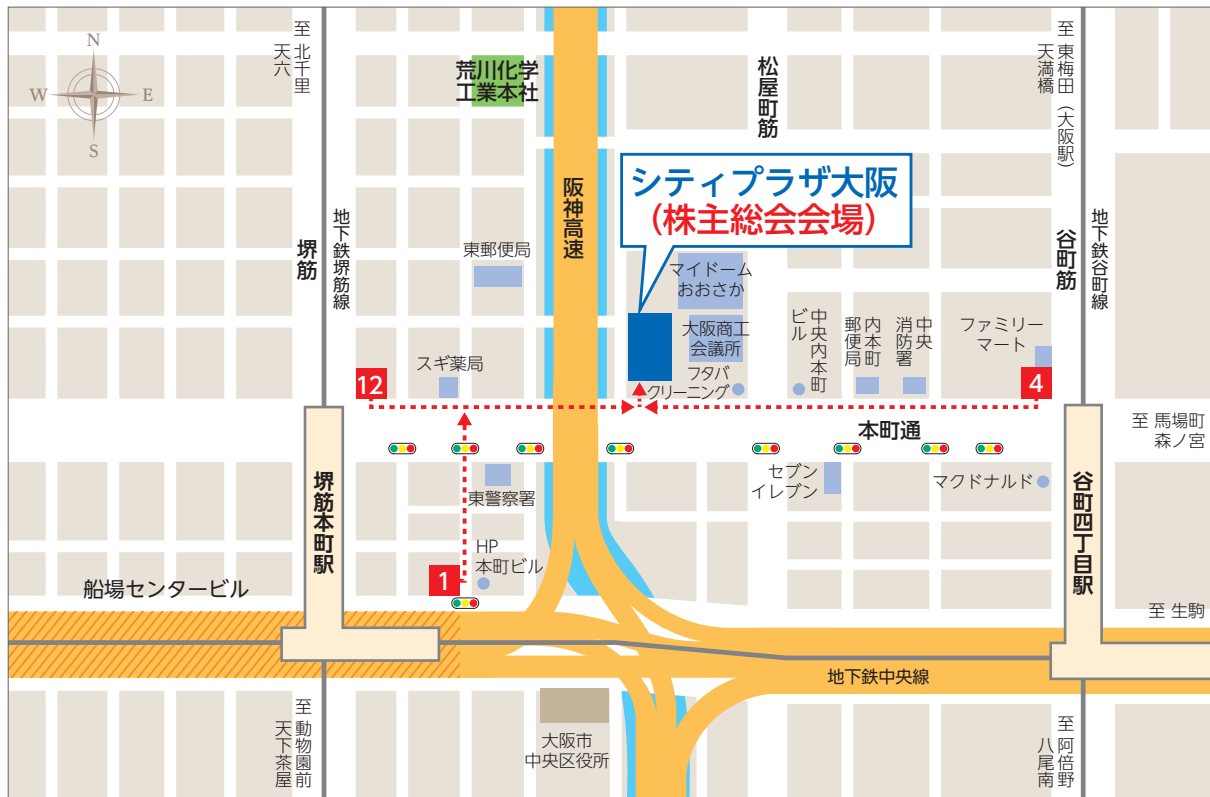 N
W
E
S
至 北千里
天六
地下鉄堺筋線
堺筋
荒川化学
工業本社
阪神高速
松屋町筋
至 東梅田（大阪駅）
天満橋
地下鉄谷町線
谷町筋
シティプラザ大阪
（株主総会会場）
東郵便局
マイドーム
おおさか
大阪商工
会議所
フタバ
クリーニング
中央内本町
ビル
内本町
郵便局
中央
消防署
ファミリー
マート
スギ薬局
12
4
本町通
至 馬場町
森ノ宮
東警察署
セブン
イレブン
マクドナルド
堺筋本町駅
谷町四丁目駅
HP
本町ビル
1
船場センタービル
至 生駒
地下鉄中央線
至 動物園前
天下茶屋
大阪市
中央区役所
至 阿倍野
八尾南